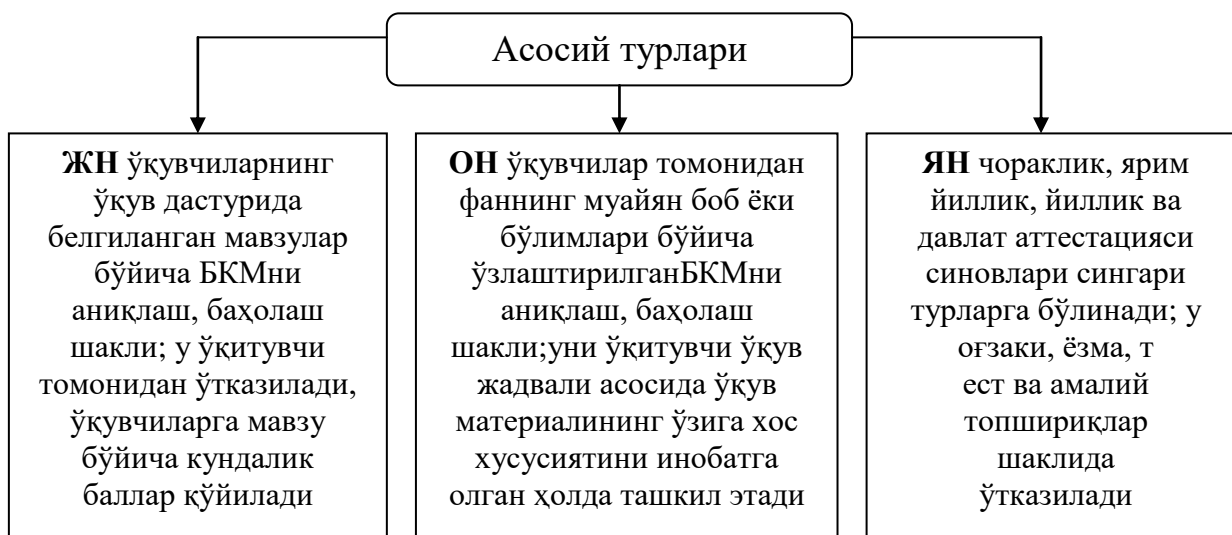 Асосий турлари
ЖН ўқувчиларнинг
ўқув дастурида
белгиланган мавзулар
бўйича БКМни
аниқлаш, баҳолаш
шакли; у ўқитувчи
томонидан ўтказилади,
ўқувчиларга мавзу
бўйича кундалик
баллар қўйилади
ОН ўқувчилар томонидан
фаннинг муайян боб ёки
бўлимлари бўйича
ўзлаштирилганБКМни
аниқлаш, баҳолаш
шакли;уни ўқитувчи ўқув
жадвали асосида ўқув
материалининг ўзига хос
хусусиятини инобатга
олган ҳолда ташкил этади
ЯН чораклик, ярим
йиллик, йиллик ва
давлат аттестацияси
синовлари сингари
турларга бўлинади; у
оғзаки, ёзма, т
ест ва амалий
топшириқлар
шаклида
ўтказилади